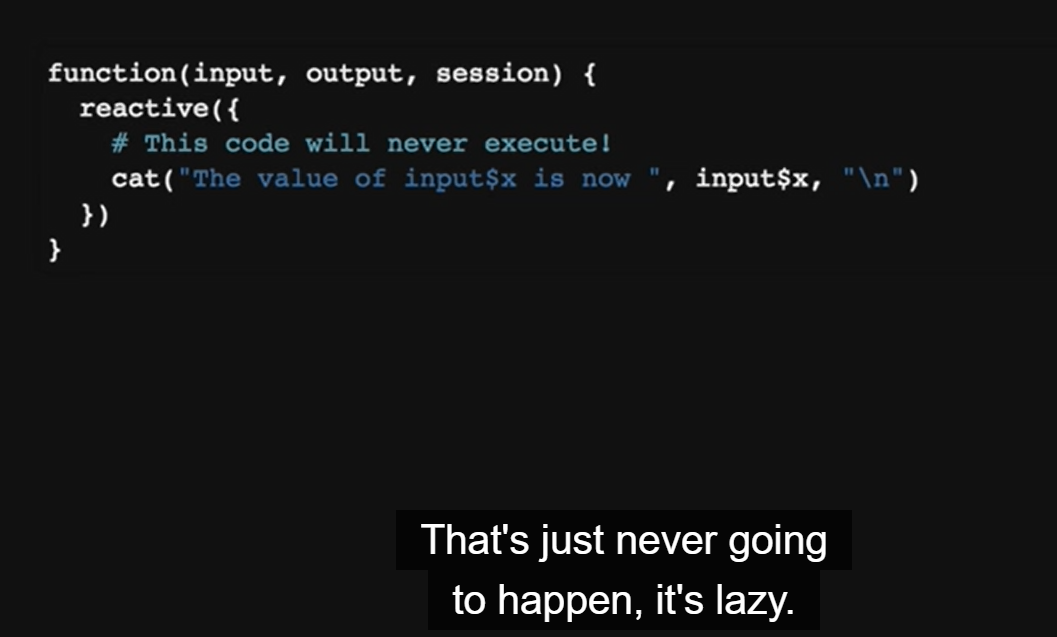 function(input, output, session) {
  reactive({
    # This code will never execute!
    cat("The value of input$x is now ", input$x, "\n")
  })
}
That's just never going
to happen, it's lazy.